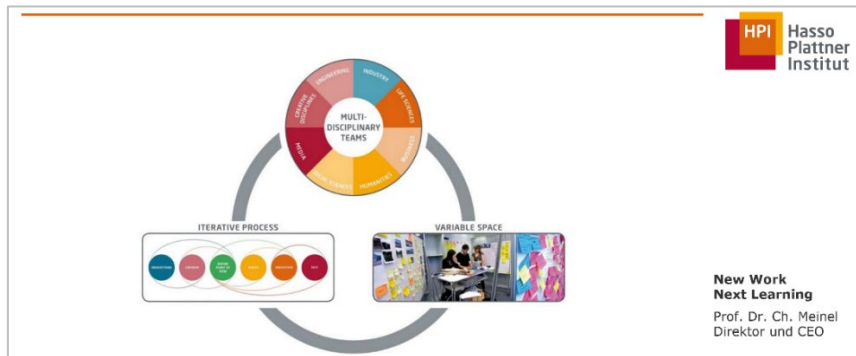 HPI
Hasso
Plattner
Institut
ENGINEERING
INDUSTRY
CREATIVE
DISCIPLINES
LIFE SCIENCES
MULTI-
DISCIPLINARY
TEAMS
MEDIA
BUSINESS
SOCIAL SCIENCES
HUMANITIES
ITERATIVE PROCESS
VARIABLE SPACE
TEST
New Work
Next Learning
Prof. Dr. Ch. Meinel
Direktor und CEO